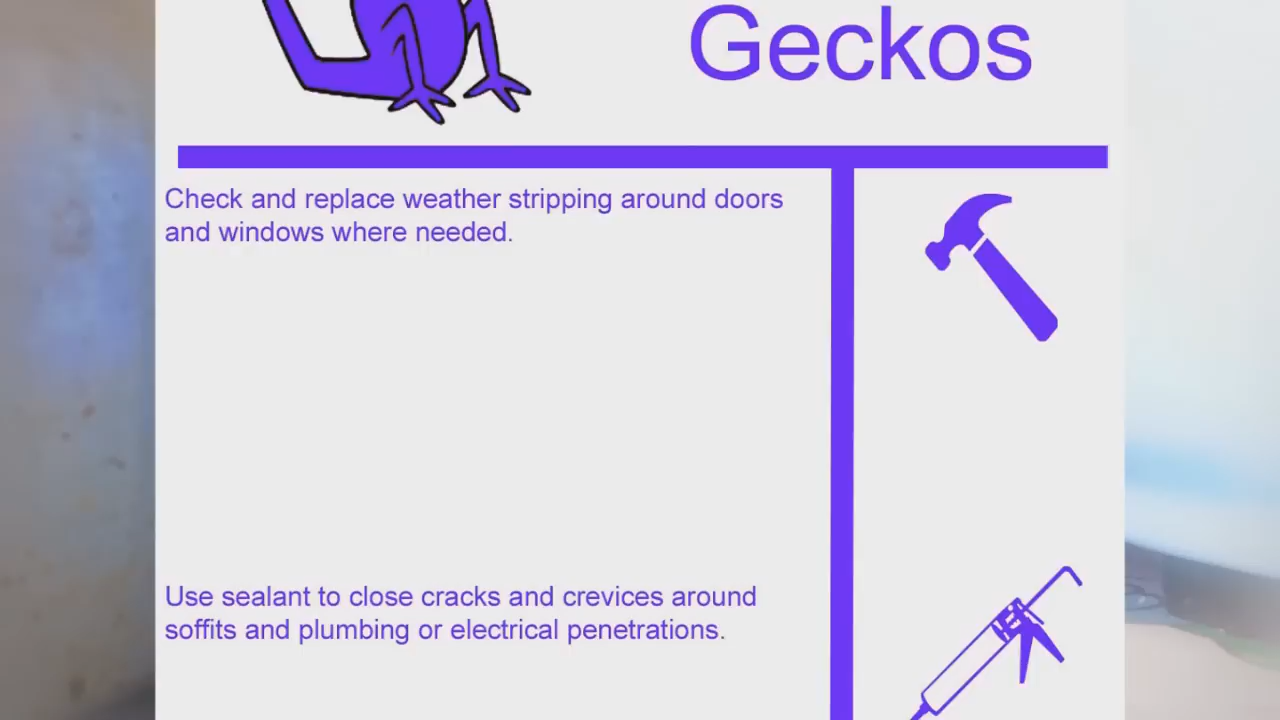 Geckos
Check and replace weather stripping around doors
and windows where needed.
Use sealant to close cracks and crevices around
soffits and plumbing or electrical penetrations.